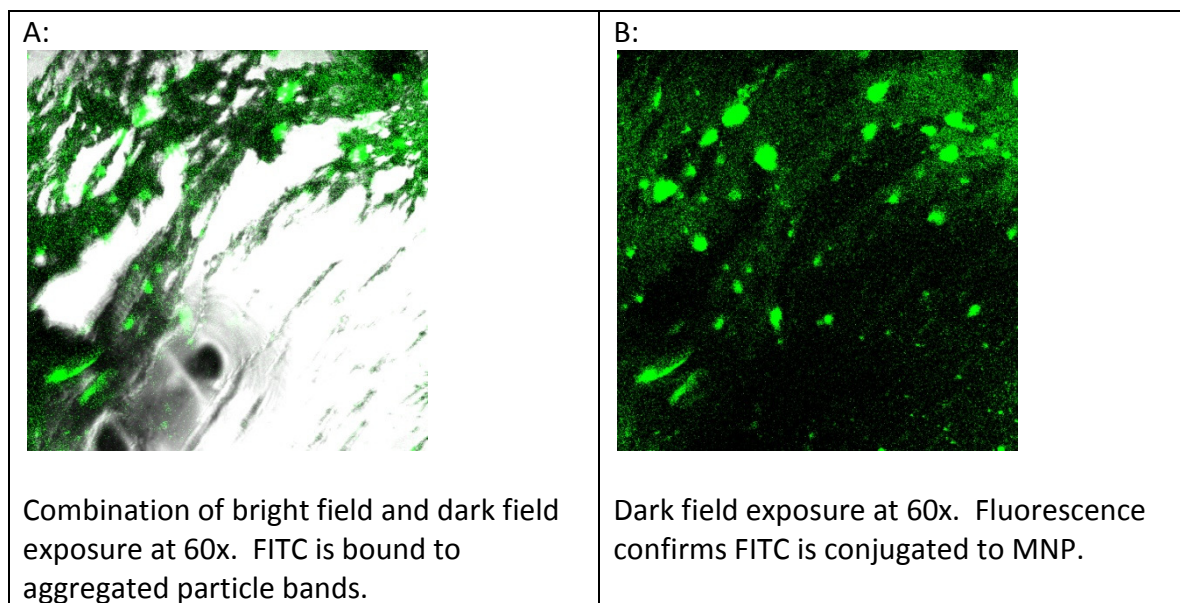 A:
Combination of bright field and dark field
exposure at 60x.  FITC is bound to
aggregated particle bands.
B:
Dark field exposure at 60x.  Fluorescence
confirms FITC is conjugated to MNP.